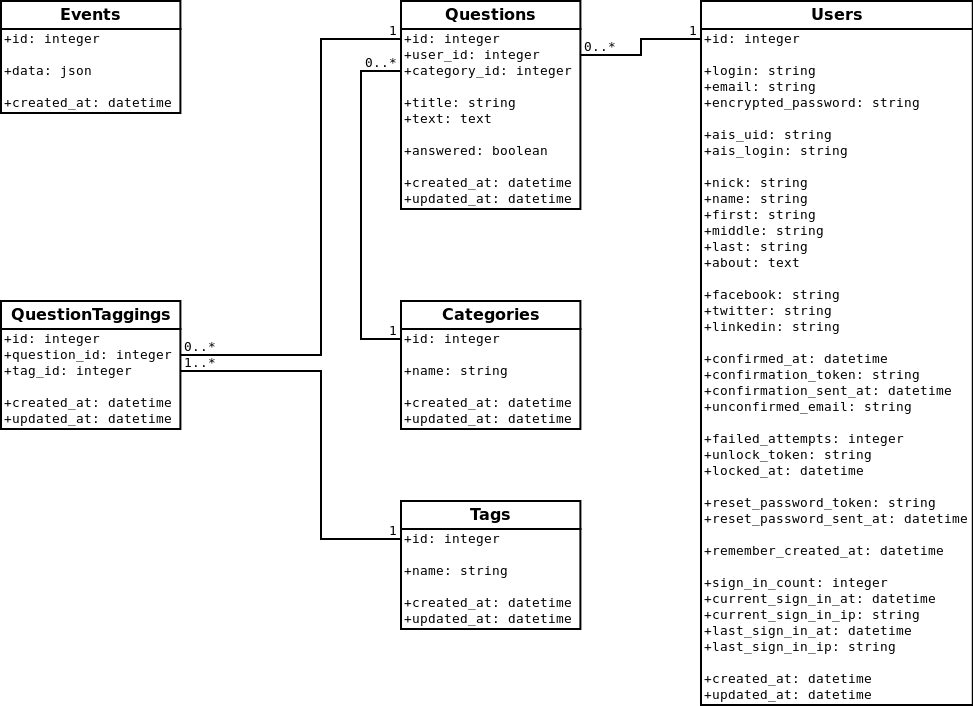 Events
+id: integer
+data: json
+created_at: datetime
Questions
+id: integer
+user_id: integer
+category_id: integer
+title: string
+text: text
+answered: boolean
+created_at: datetime
+updated_at: datetime
1
0..*
0..*
1
Users
+id: integer
+login: string
+email: string
+encrypted_password: string
+ais_uid: string
+ais_login: string
+nick: string
+name: string
+first: string
+middle: string
+last: string
+about: text
+facebook: string
+twitter: string
+linkedin: string
+confirmed_at: datetime
+confirmation_token: string
+confirmation_sent_at: datetime
+unconfirmed_email: string
+failed_attempts: integer
+unlock_token: string
+locked_at: datetime
+reset_password_token: string
+reset_password_sent_at: datetime
+remember_created_at: datetime
+sign_in_count: integer
+current_sign_in_at: datetime
+current_sign_in_ip: string
+last_sign_in_at: datetime
+last_sign_in_ip: string
+created_at: datetime
+updated_at: datetime
QuestionTaggings
+id: integer
+question_id: integer
+tag_id: integer
+created_at: datetime
+updated_at: datetime
0..*
1..*
1
Categories
+id: integer
+name: string
+created_at: datetime
+updated_at: datetime
1
Tags
+id: integer
+name: string
+created_at: datetime
+updated_at: datetime